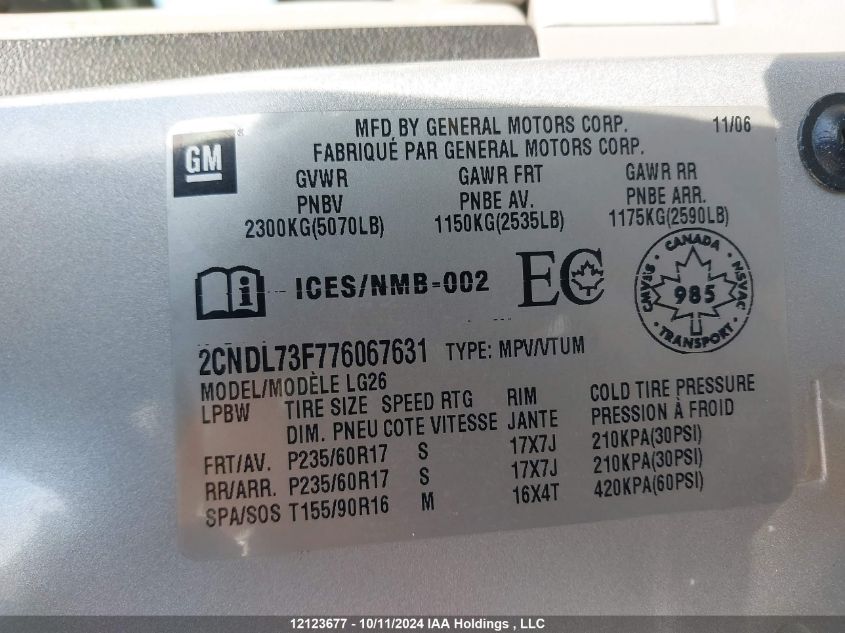 GM
MFD BY GENERAL MOTORS CORP. 11/06
FABRIQUÉ PAR GENERAL MOTORS CORP.
GVWR GAWR FRT GAWR RR
PNBV PNBE AV. PNBE ARR.
2300KG(5070LB) 1150KG(2535LB) 1175KG(2590LB)
ICES/NMB-002 EC
CANADA
CMVSS 985 NSVAC
TRANSPORT
2CNDL73F776067631 TYPE: MPV/VTUM
MODEL/MODÈLE LG26
LPBW TIRE SIZE SPEED RTG RIM COLD TIRE PRESSURE
DIM. PNEU COTE VITESSE JANTE PRESSION À FROID
FRT/AV. P235/60R17 S 17X7J 210KPA(30PSI)
RR/ARR. P235/60R17 S 17X7J 210KPA(30PSI)
SPA/SOS T155/90R16 M 16X4T 420KPA(60PSI)
12123677 - 10/11/2024 IAA Holdings , LLC